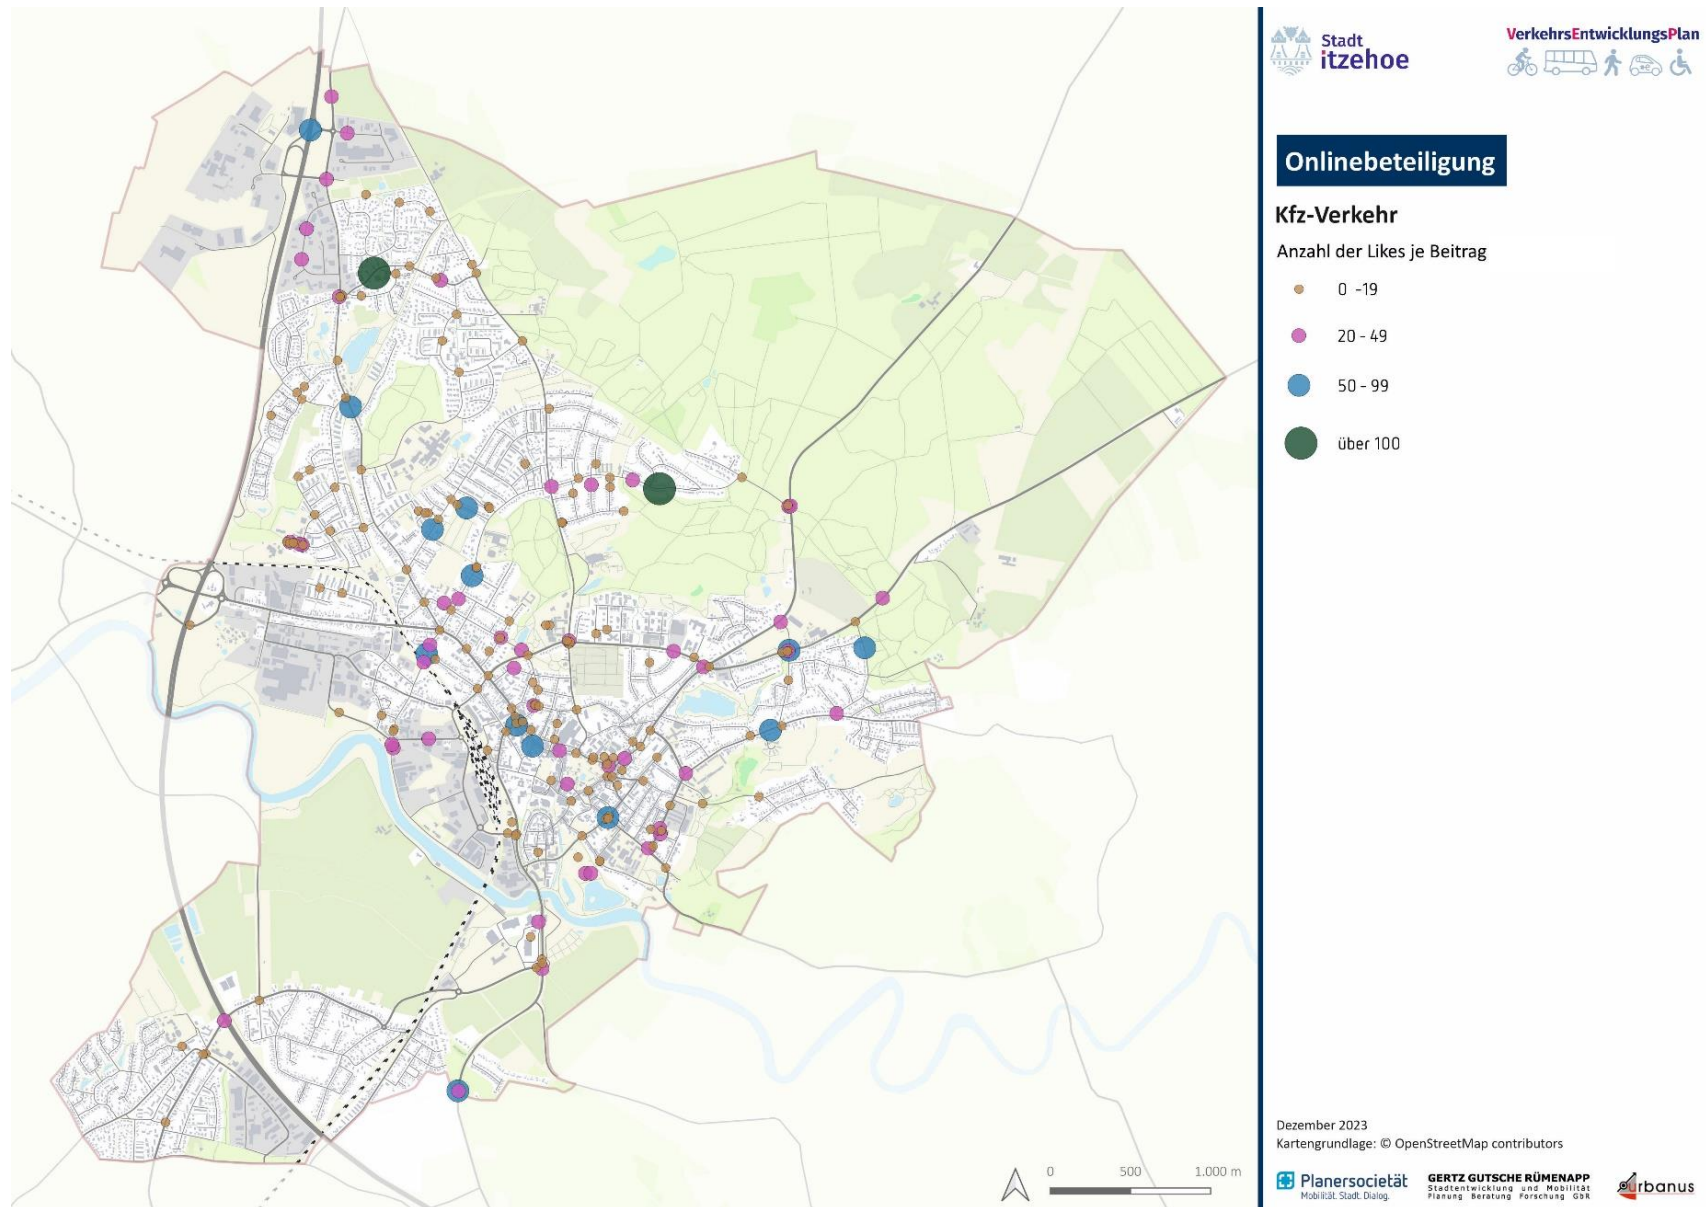 Stadt
itzehoe
VerkehrsEntwicklungsPlan
Onlinebeteiligung
Kfz-Verkehr
Anzahl der Likes je Beitrag
0 -19
20 - 49
50 - 99
über 100
0 500 1.000 m
Dezember 2023
Kartengrundlage: © OpenStreetMap contributors
Planersocietät
Mobilität. Stadt. Dialog.
GERTZ GUTSCHE RÜMENAPP
Stadtentwicklung und Mobilität
Planung Beratung Forschung GbR
urbanus